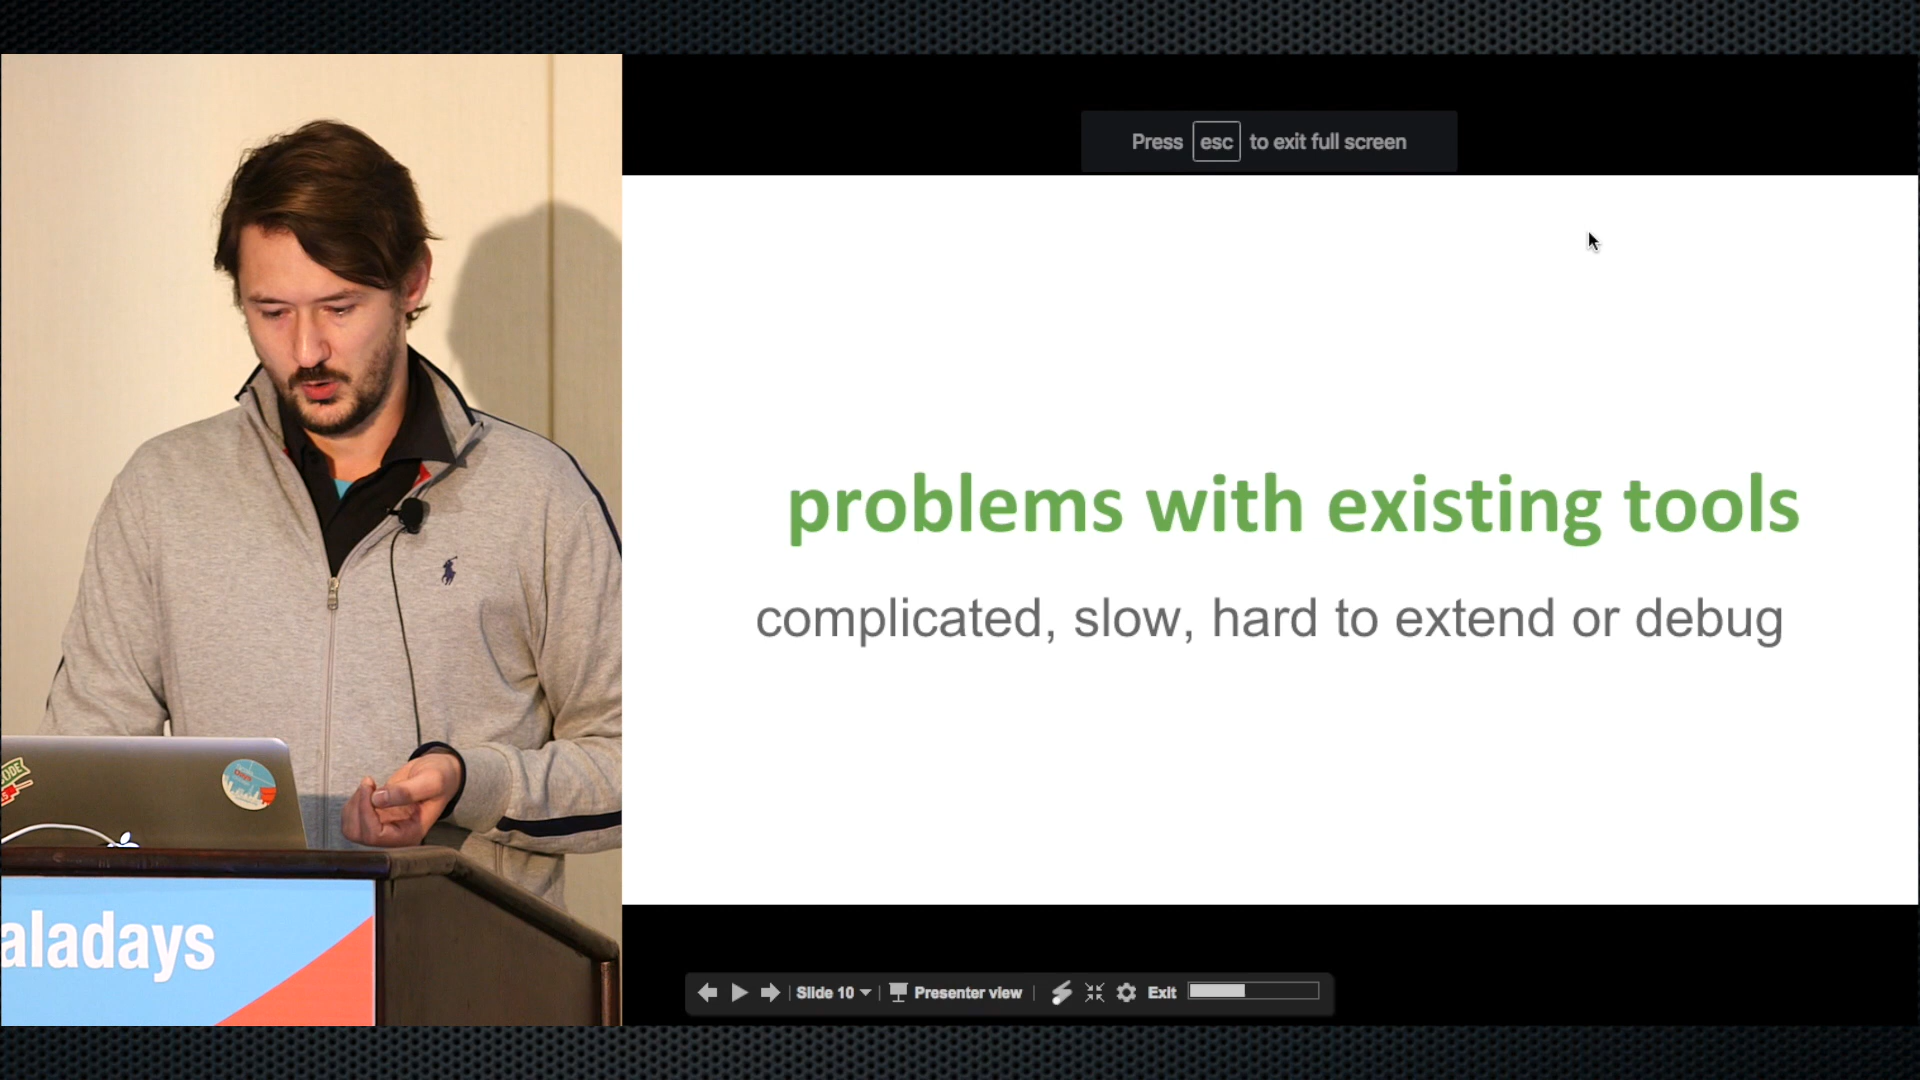 Press esc to exit full screen
problems with existing tools
complicated, slow, hard to extend or debug
aladays
Slide 10
Presenter view
Exit